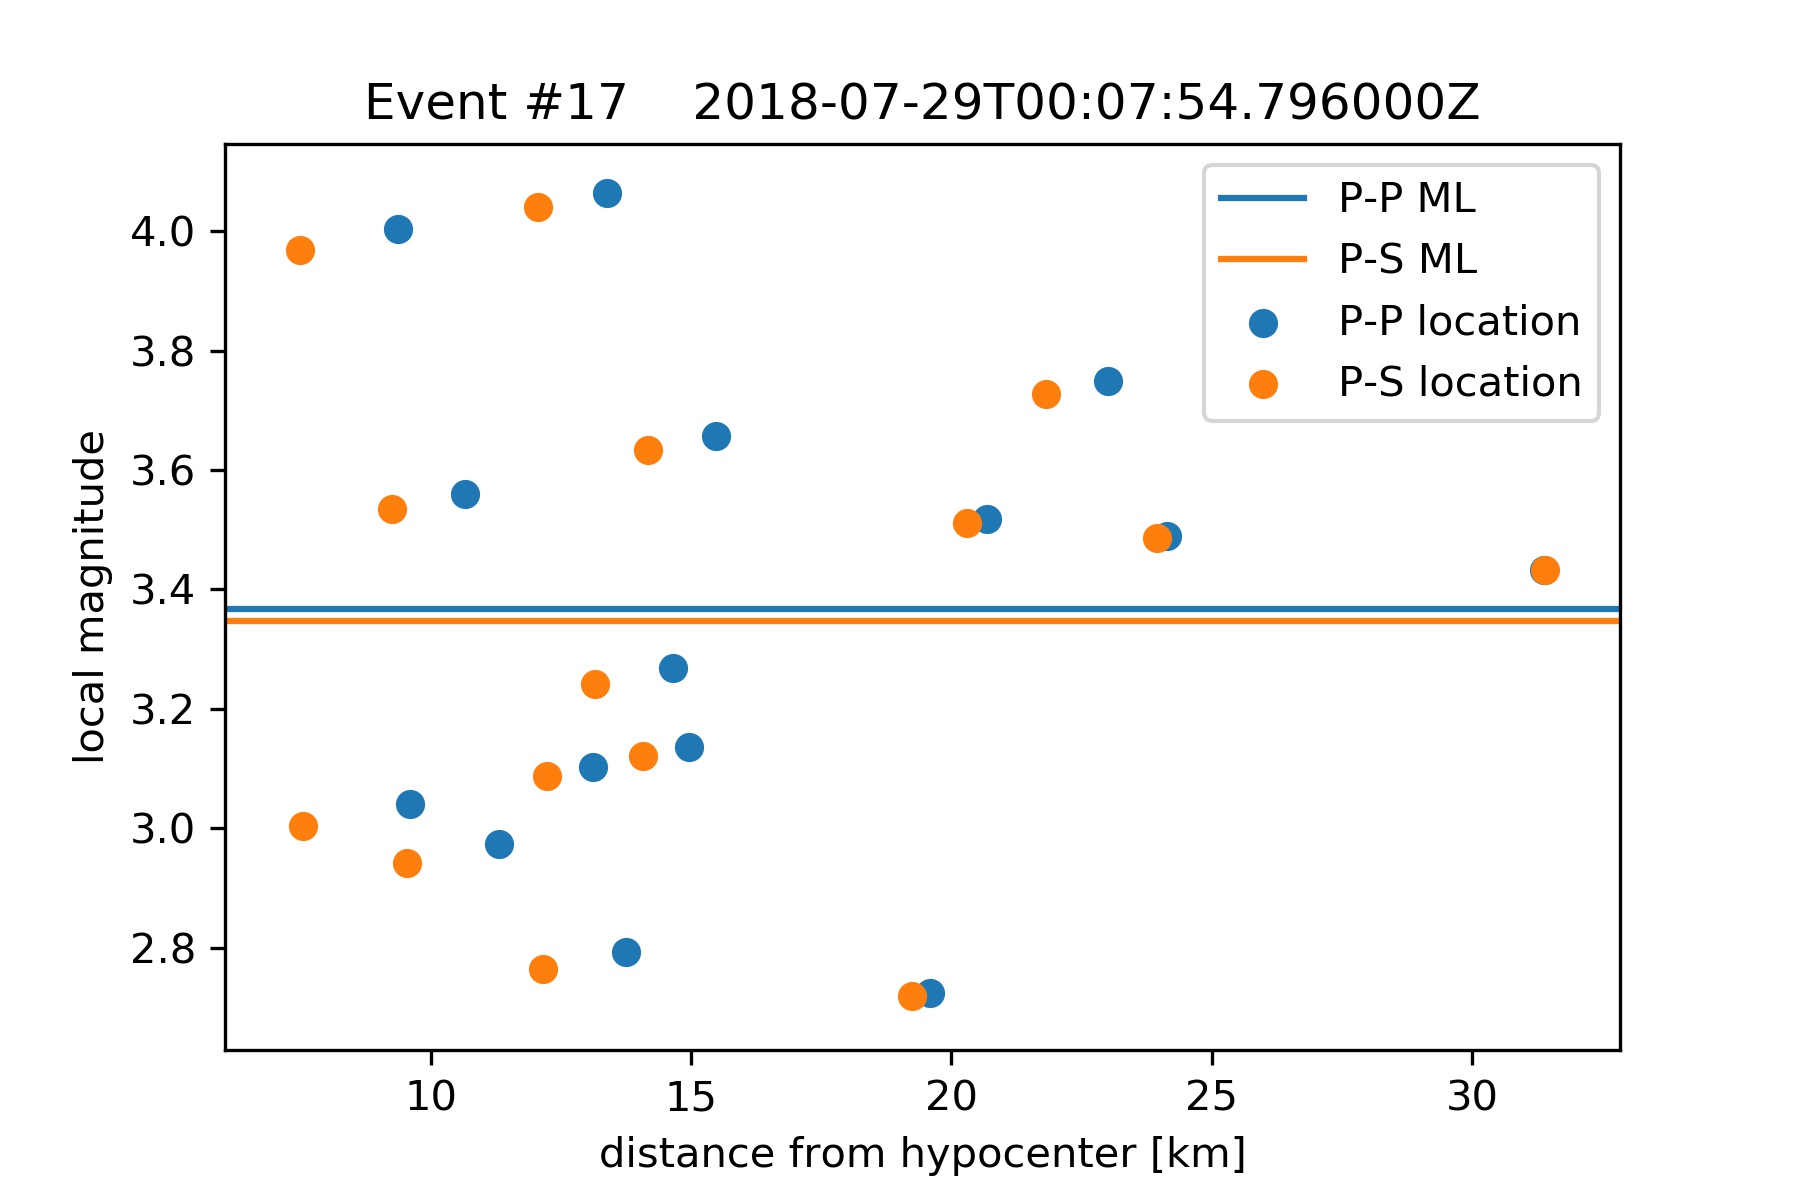 Event #17    2018-07-29T00:07:54.796000Z
P-P ML
P-S ML
P-P location
P-S location
4.0
3.8
3.6
3.4
3.2
3.0
2.8
local magnitude
10 15 20 25 30
distance from hypocenter [km]